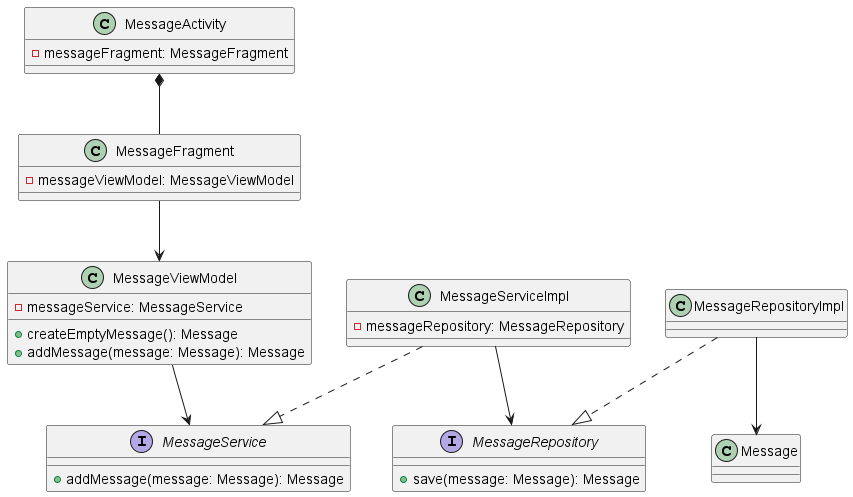 C MessageActivity
messageFragment: MessageFragment
C MessageFragment
messageViewModel: MessageViewModel
C MessageViewModel
messageService: MessageService
createEmptyMessage(): Message
addMessage(message: Message): Message
C MessageServiceImpl
messageRepository: MessageRepository
C MessageRepositoryImpl
I MessageService
addMessage(message: Message): Message
I MessageRepository
save(message: Message): Message
C Message